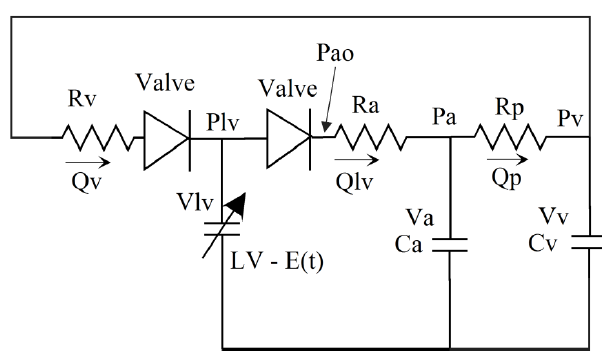 Pao
Valve
Valve
Rv
Plv
Ra
Pa
Rp
Pv
Qv
Qlv
Qp
Vlv
Va
Vv
Ca
Cv
LV - E(t)